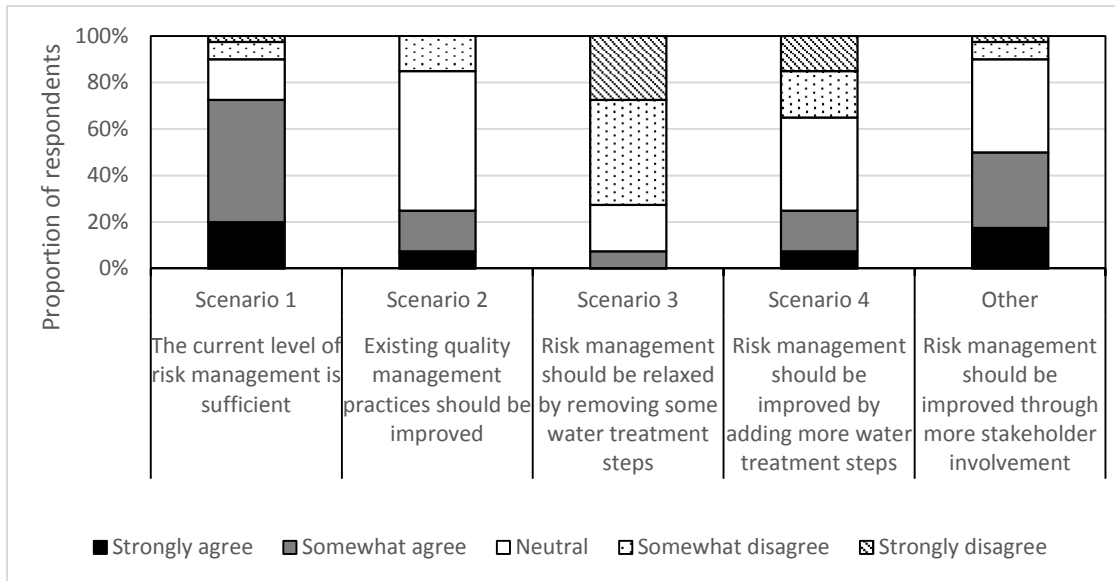 Proportion of respondents
100%
80%
60%
40%
20%
0%
Scenario 1
The current level of
risk management is
sufficient
Scenario 2
Existing quality
management
practices should be
improved
Scenario 3
Risk management
should be relaxed
by removing some
water treatment
steps
Scenario 4
Risk management
should be
improved by
adding more water
treatment steps
Other
Risk management
should be
improved through
more stakeholder
involvement
Strongly agree
Somewhat agree
Neutral
Somewhat disagree
Strongly disagree